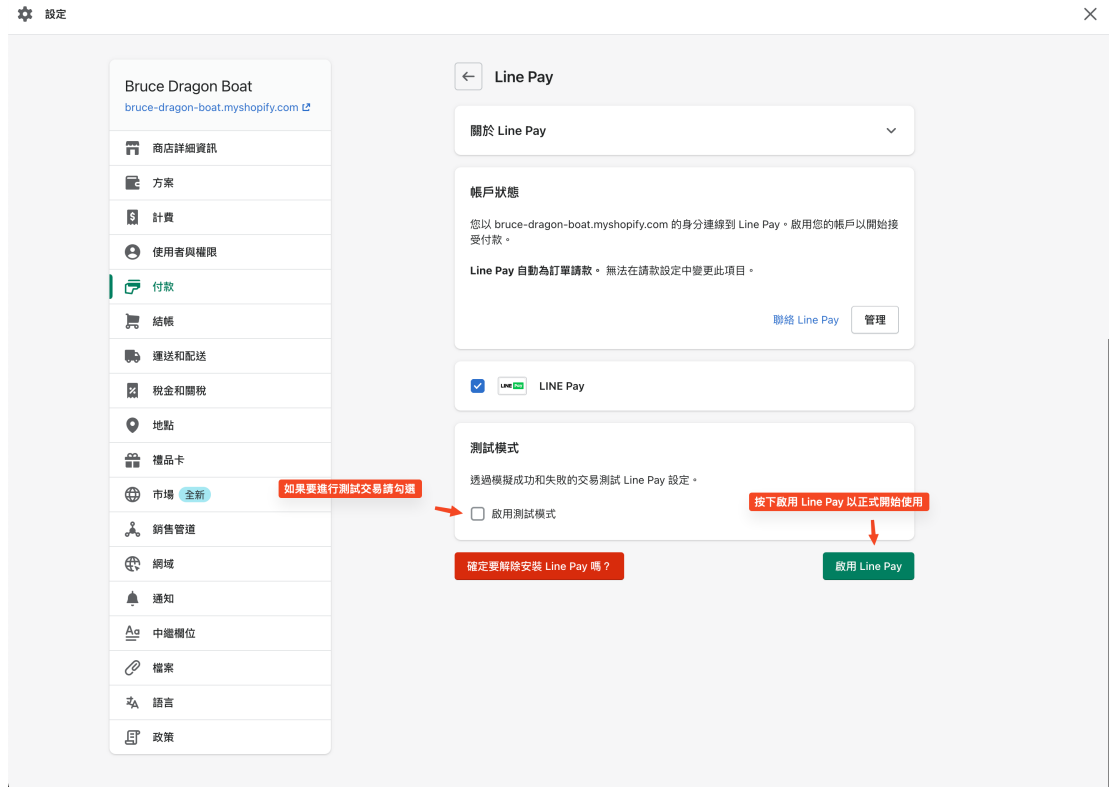 設定
Bruce Dragon Boat
bruce-dragon-boat.myshopify.com
商店詳細資訊
方案
計費
使用者與權限
付款
結帳
運送和配送
稅金和關稅
地點
禮品卡
市場 全新
銷售管道
網域
通知
中繼欄位
檔案
語言
政策
Line Pay
關於 Line Pay
帳戶狀態
您以 bruce-dragon-boat.myshopify.com 的身分連線到 Line Pay。啟用您的帳戶以開始接
受付款。
Line Pay 自動為訂單請款。 無法在請款設定中變更此項目。
聯絡 Line Pay 管理
LINE Pay LINE Pay
測試模式
透過模擬成功和失敗的交易測試 Line Pay 設定。
如果要進行測試交易請勾選
按下啟用 Line Pay 以正式開始使用
啟用測試模式
確定要解除安裝 Line Pay 嗎？
啟用 Line Pay